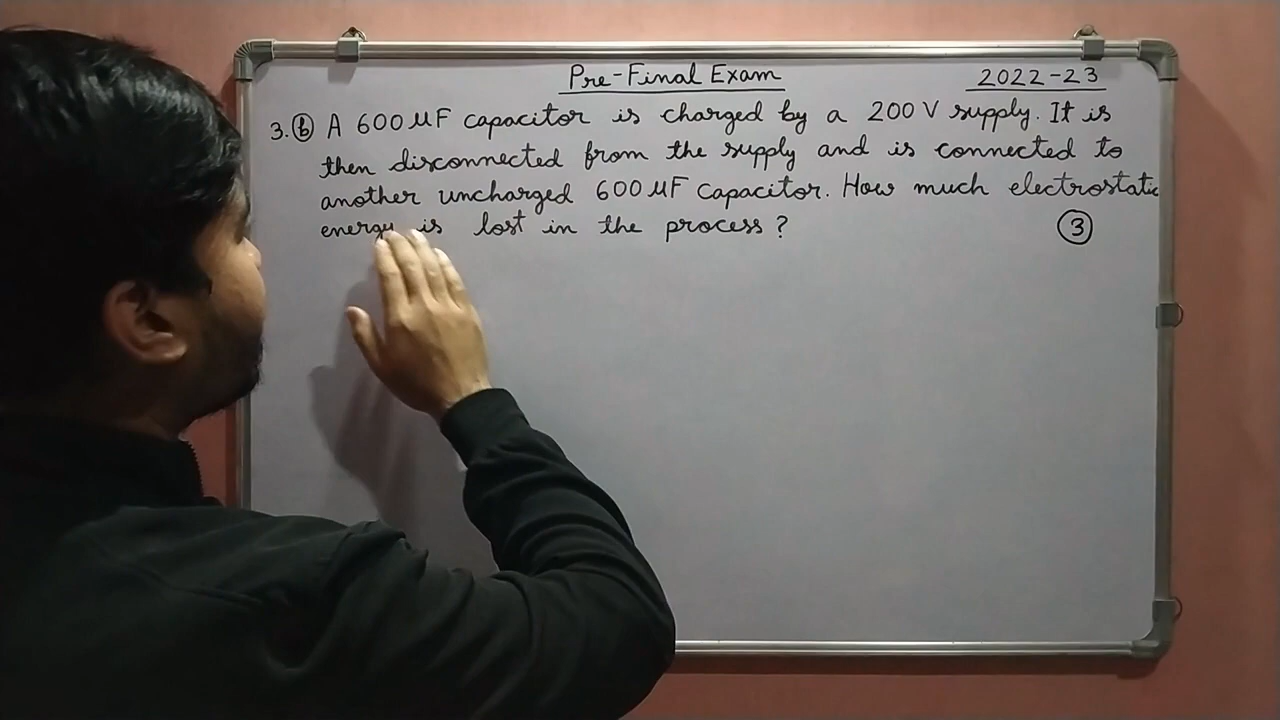 Pre-Final Exam 2022-23
3. (b) A 600 μF capacitor is charged by a 200 V supply. It is
then disconnected from the supply and is connected to
another uncharged 600 μF capacitor. How much electrostatic
energy is lost in the process? (3)